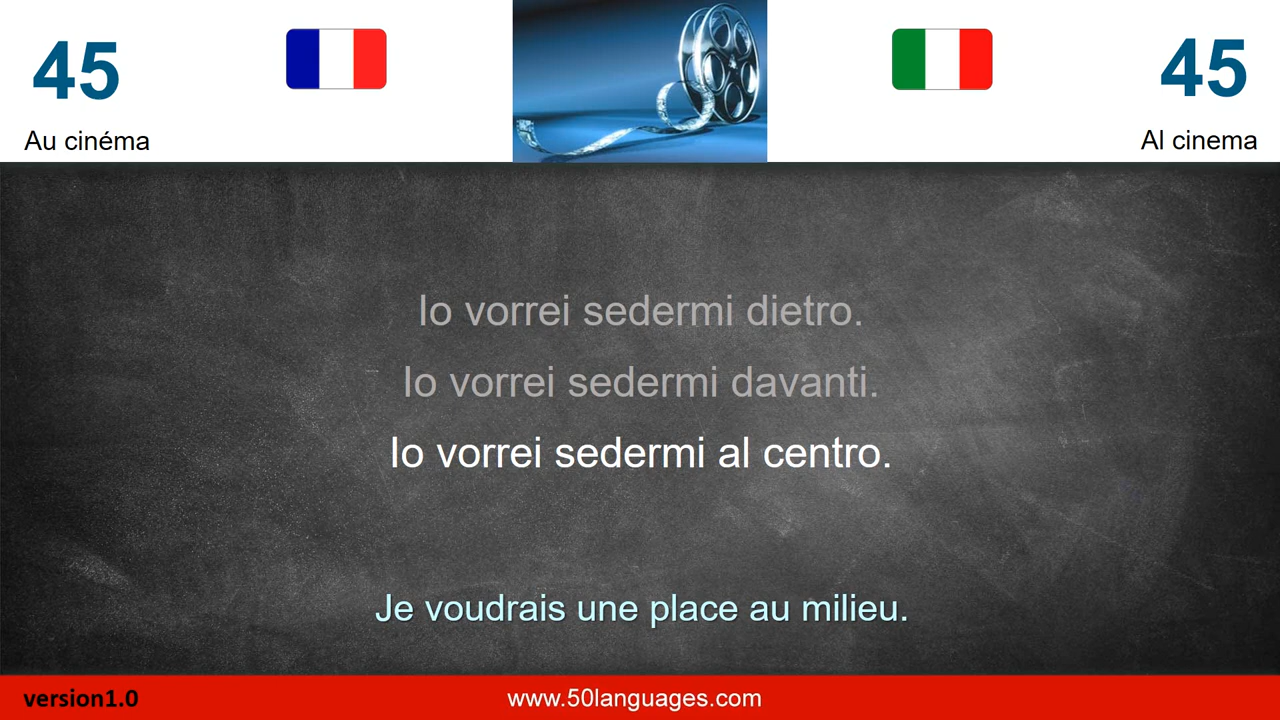 45
45
Au cinéma
Al cinema
Io vorrei sedermi dietro.
Io vorrei sedermi davanti.
Io vorrei sedermi al centro.
Je voudrais une place au milieu.
version1.0
www.50languages.com